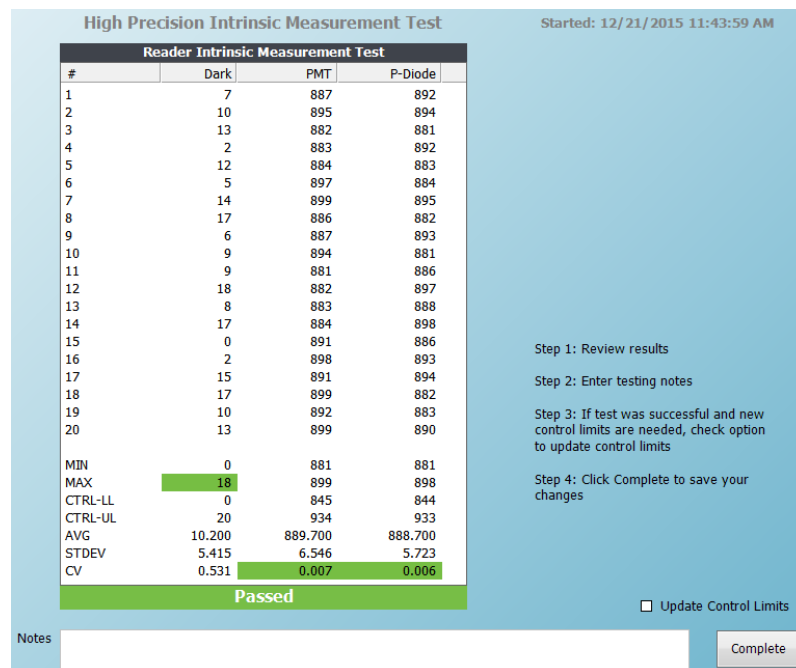 High Precision Intrinsic Measurement Test
Started: 12/21/2015 11:43:59 AM
Reader Intrinsic Measurement Test
# Dark PMT P-Diode
1 7 887 892
2 10 895 894
3 13 882 881
4 2 883 892
5 12 884 883
6 5 897 884
7 14 899 895
8 17 886 882
9 6 887 893
10 9 894 881
11 9 881 886
12 18 882 897
13 8 883 888
14 17 884 898
15 0 891 886
16 2 898 893
17 15 891 894
18 17 899 882
19 10 892 883
20 13 899 890
MIN 0 881 881
MAX 18 899 898
CTRL-LL 0 845 844
CTRL-UL 20 934 933
AVG 10.200 889.700 888.700
STDEV 5.415 6.546 5.723
CV 0.531 0.007 0.006
Passed
Step 1: Review results
Step 2: Enter testing notes
Step 3: If test was successful and new
control limits are needed, check option
to update control limits
Step 4: Click Complete to save your
changes
Update Control Limits
Notes
Complete